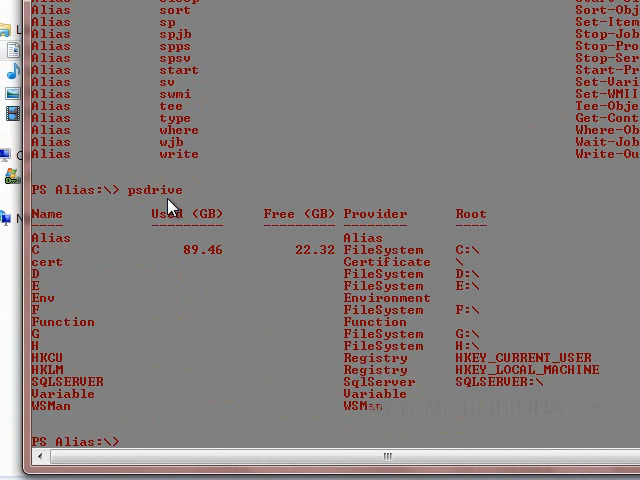 Alias sleep Start-Sl
Alias sort Sort-Obj
Alias sp Set-Item
Alias spjb Stop-Job
Alias spps Stop-Pro
Alias spsv Stop-Ser
Alias start Start-Pr
Alias sv Set-Vari
Alias swmi Set-WMII
Alias tee Tee-Obje
Alias type Get-Cont
Alias where Where-Ob
Alias wjb Wait-Job
Alias write Write-Ou
PS Alias:\> psdrive
Name Used (GB) Free (GB) Provider Root
---- --------- --------- -------- ----
Alias Alias
C 89.46 22.32 FileSystem C:\
cert Certificate \
D FileSystem D:\
E FileSystem E:\
Env Environment
F FileSystem F:\
Function Function
G FileSystem G:\
H FileSystem H:\
HKCU Registry HKEY_CURRENT_USER
HKLM Registry HKEY_LOCAL_MACHINE
SQLSERVER SqlServer SQLSERVER:\
Variable Variable
WSMan WSMan
PS Alias:\>